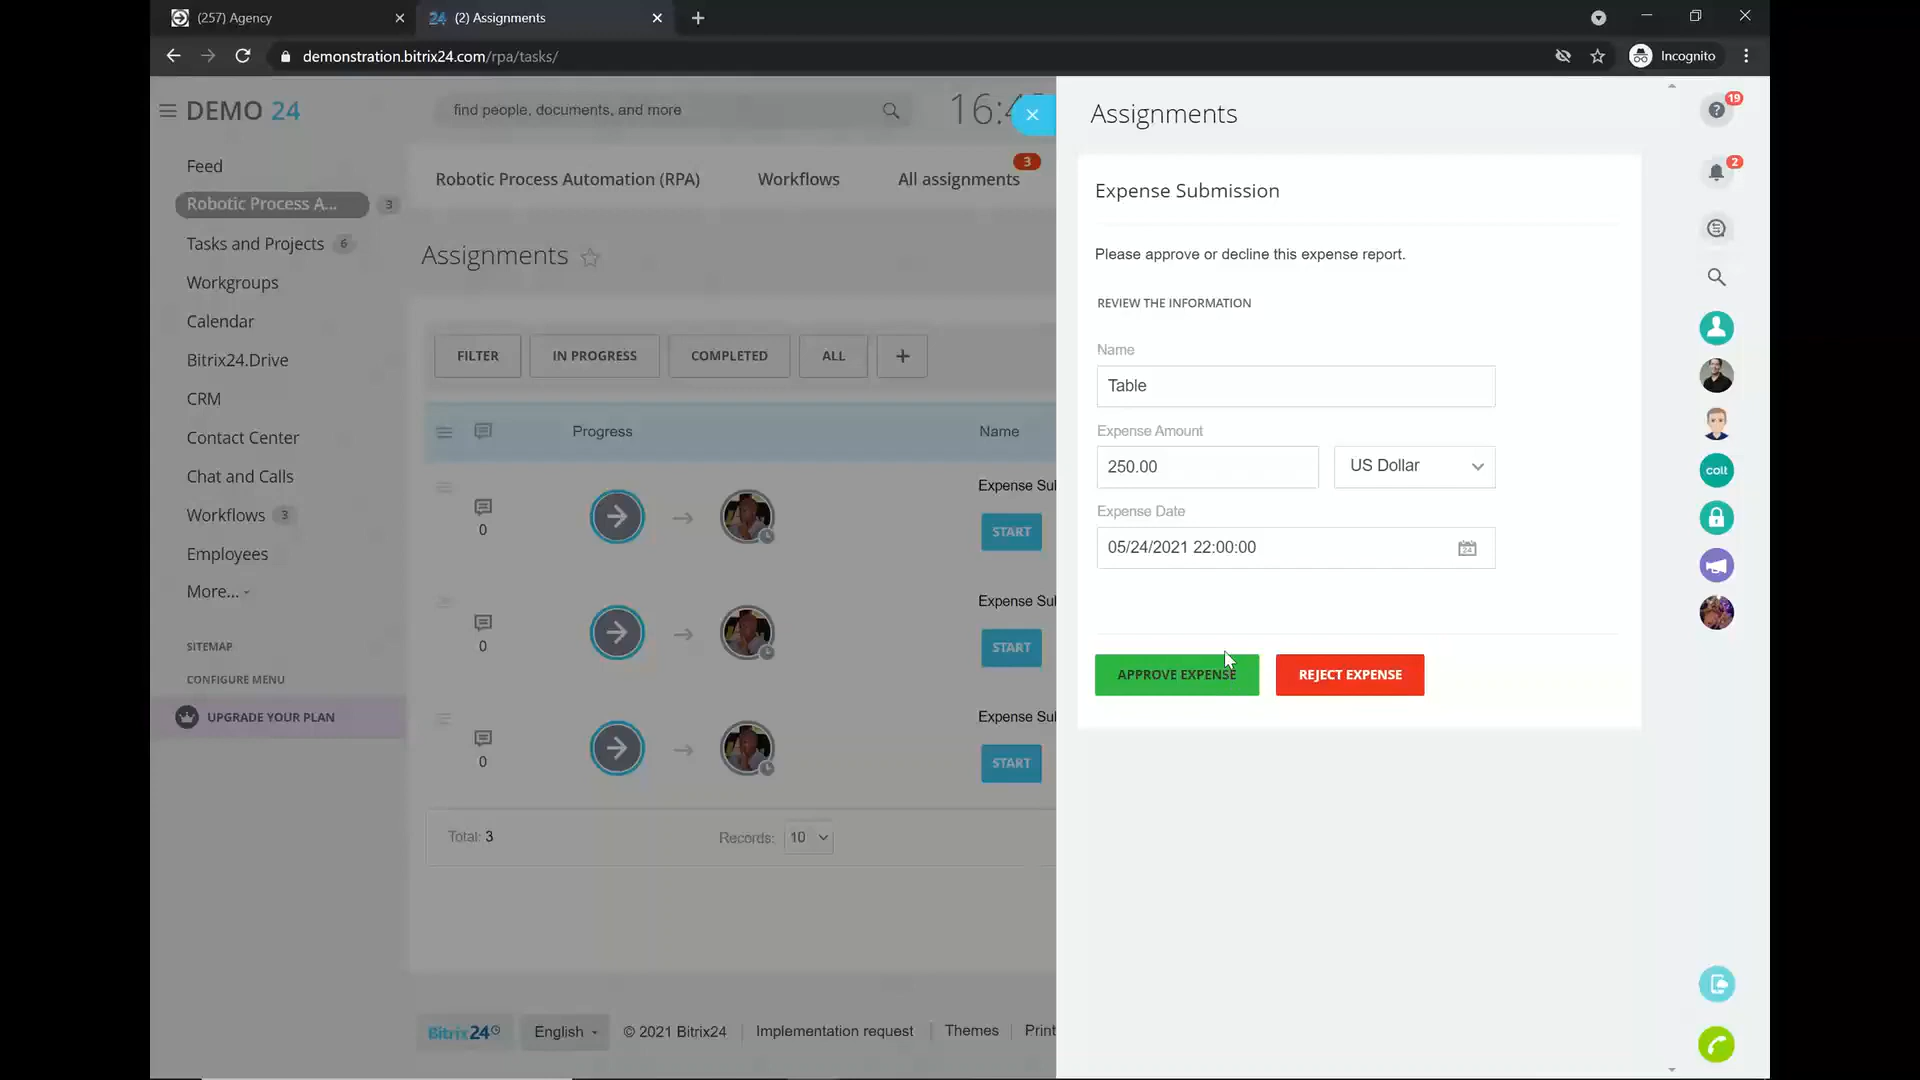 (257) Agency
24 (2) Assignments
demonstration.bitrix24.com/rpa/tasks/
Incognito
DEMO 24
find people, documents, and more
16:4
Feed
Robotic Process A...
3
Tasks and Projects
6
Workgroups
Calendar
Bitrix24.Drive
CRM
Contact Center
Chat and Calls
Workflows
3
Employees
More...
SITEMAP
CONFIGURE MENU
UPGRADE YOUR PLAN
Robotic Process Automation (RPA)
Workflows
All assignments
3
Assignments
FILTER
IN PROGRESS
COMPLETED
ALL
+
Progress
Name
0
Expense Sul
START
0
Expense Sul
START
0
Expense Sul
START
Total: 3
Records: 10
Bitrix24
English
© 2021 Bitrix24
Implementation request
Themes
Print
Assignments
Expense Submission
Please approve or decline this expense report.
REVIEW THE INFORMATION
Name
Table
Expense Amount
250.00
US Dollar
Expense Date
05/24/2021 22:00:00
24
APPROVE EXPENSE
REJECT EXPENSE
?
19
2
colt